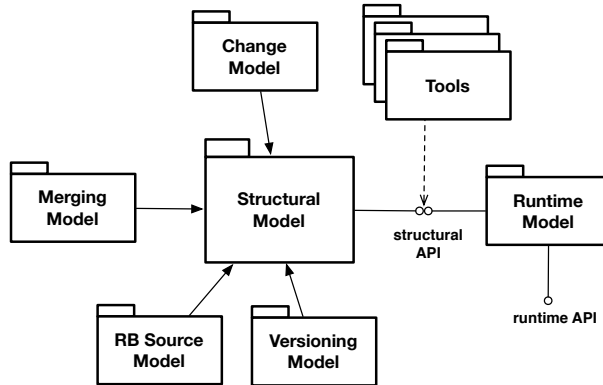 Change
Model
Tools
Merging
Model
Structural
Model
Runtime
Model
structural
API
runtime API
RB Source
Model
Versioning
Model